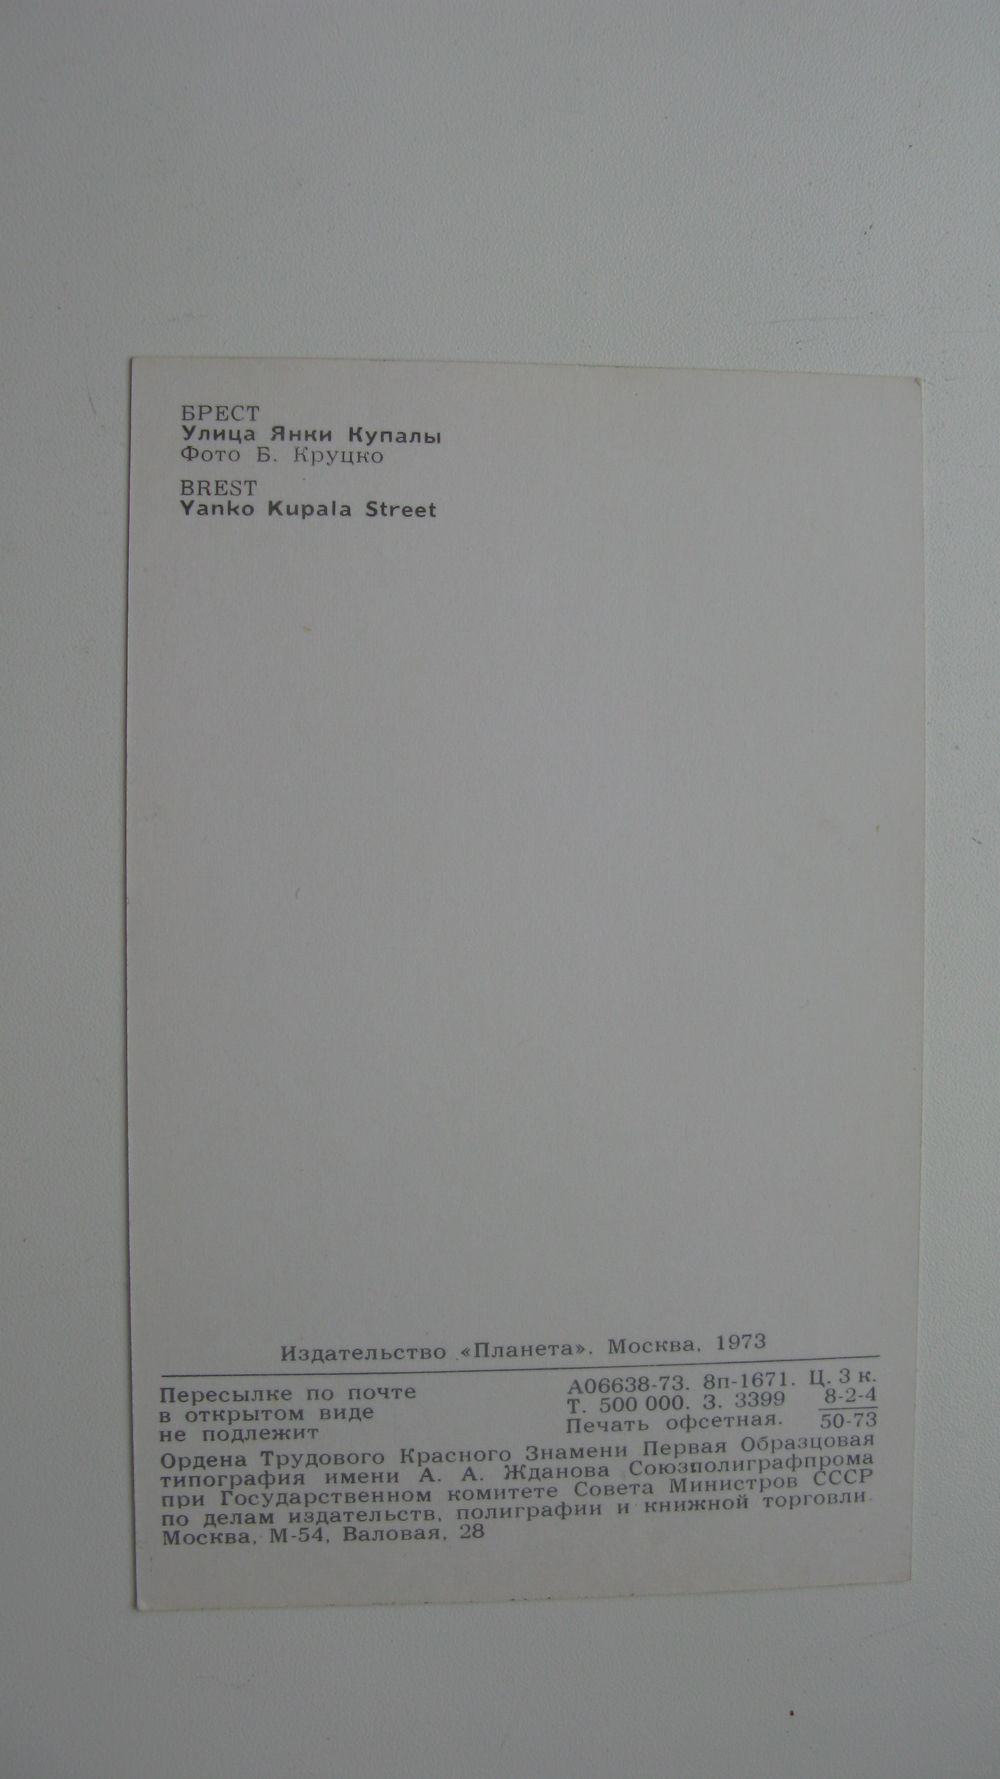 БРЕСТ
Улица Янки Купалы
Фото Б. Круцко
BREST
Yanko Kupala Street
Издательство «Планета». Москва, 1973
Пересылке по почте
в открытом виде
не подлежит
А06638-73. 8п-1671. Ц. 3 к.
Т. 500 000. З. 3399 8-2-4
Печать офсетная. 50-73
Ордена Трудового Красного Знамени Первая Образцовая
типография имени А. А. Жданова Союзполиграфпрома
при Государственном комитете Совета Министров СССР
по делам издательств, полиграфии и книжной торговли.
Москва, М-54, Валовая, 28